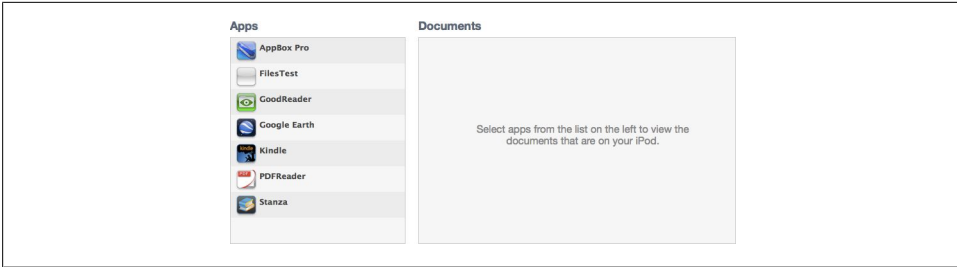 Apps
Documents
AppBox Pro
FilesTest
GoodReader
Google Earth
Kindle
PDFReader
Stanza
Select apps from the list on the left to view the
documents that are on your iPod.